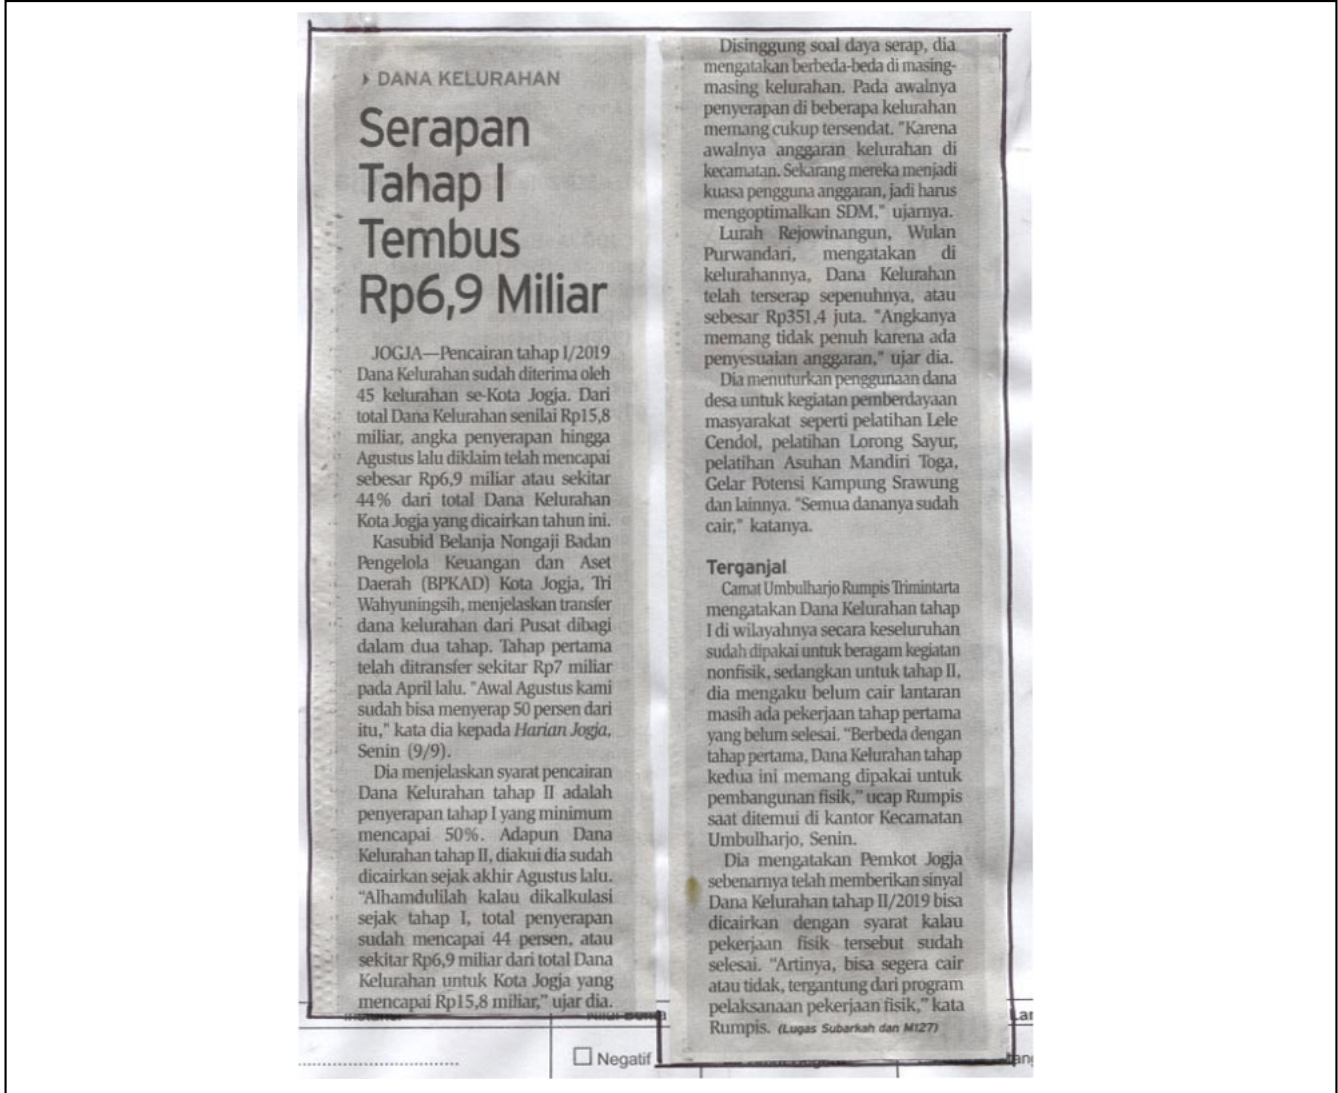 DANA KELURAHAN
Serapan
Tahap I
Tembus
Rp6,9 Miliar
JOGJA—Pencairan tahap I/2019
Dana Kelurahan sudah diterima oleh
45 kelurahan se-Kota Jogja. Dari
total Dana Kelurahan senilai Rp15,8
miliar, angka penyerapan hingga
Agustus lalu diklaim telah mencapai
sebesar Rp6,9 miliar atau sekitar
44% dari total Dana Kelurahan
Kota Jogja yang dicairkan tahun ini.
Kasubid Belanja Nongaji Badan
Pengelola Keuangan dan Aset
Daerah (BPKAD) Kota Jogja, Tri
Wahyuningsih, menjelaskan transfer
dana kelurahan dari Pusat dibagi
dalam dua tahap. Tahap pertama
telah ditransfer sekitar Rp7 miliar
pada April lalu. "Awal Agustus kami
sudah bisa menyerap 50 persen dari
itu," kata dia kepada Harian Jogja,
Senin (9/9).
Dia menjelaskan syarat pencairan
Dana Kelurahan tahap II adalah
penyerapan tahap I yang minimum
mencapai 50%. Adapun Dana
Kelurahan tahap II, diakui dia sudah
dicairkan sejak akhir Agustus lalu.
"Alhamdulilah kalau dikalkulasi
sejak tahap I, total penyerapan
sudah mencapai 44 persen, atau
sekitar Rp6,9 miliar dari total Dana
Kelurahan untuk Kota Jogja yang
mencapai Rp15,8 miliar," ujar dia.
Disinggung soal daya serap, dia
mengatakan berbeda-beda di masing-
masing kelurahan. Pada awalnya
penyerapan di beberapa kelurahan
memang cukup tersendat. "Karena
awalnya anggaran kelurahan di
kecamatan. Sekarang mereka menjadi
kuasa pengguna anggaran, jadi harus
mengoptimalkan SDM," ujarnya.
Lurah Rejowinangun, Wulan
Purwandari, mengatakan di
kelurahannya, Dana Kelurahan
telah terserap sepenuhnya, atau
sebesar Rp351,4 juta. "Angkanya
memang tidak penuh karena ada
penyesuaian anggaran," ujar dia.
Dia menuturkan penggunaan dana
desa untuk kegiatan pemberdayaan
masyarakat seperti pelatihan Lele
Cendol, pelatihan Lorong Sayur,
pelatihan Asuhan Mandiri Toga,
Gelar Potensi Kampung Srawung
dan lainnya. "Semua dananya sudah
cair," katanya.
Terganjal
Camat Umbulharjo Rumpis Trimintarta
mengatakan Dana Kelurahan tahap
I di wilayahnya secara keseluruhan
sudah dipakai untuk beragam kegiatan
nonfisik, sedangkan untuk tahap II,
dia mengaku belum cair lantaran
masih ada pekerjaan tahap pertama
yang belum selesai. "Berbeda dengan
tahap pertama, Dana Kelurahan tahap
kedua ini memang dipakai untuk
pembangunan fisik," ucap Rumpis
saat ditemui di kantor Kecamatan
Umbulharjo, Senin.
Dia mengatakan Pemkot Jogja
sebenarnya telah memberikan sinyal
Dana Kelurahan tahap II/2019 bisa
dicairkan dengan syarat kalau
pekerjaan fisik tersebut sudah
selesai. "Artinya, bisa segera cair
atau tidak, tergantung dari program
pelaksanaan pekerjaan fisik," kata
Rumpis. (Lugas Subarkah dan M127)
Negatif